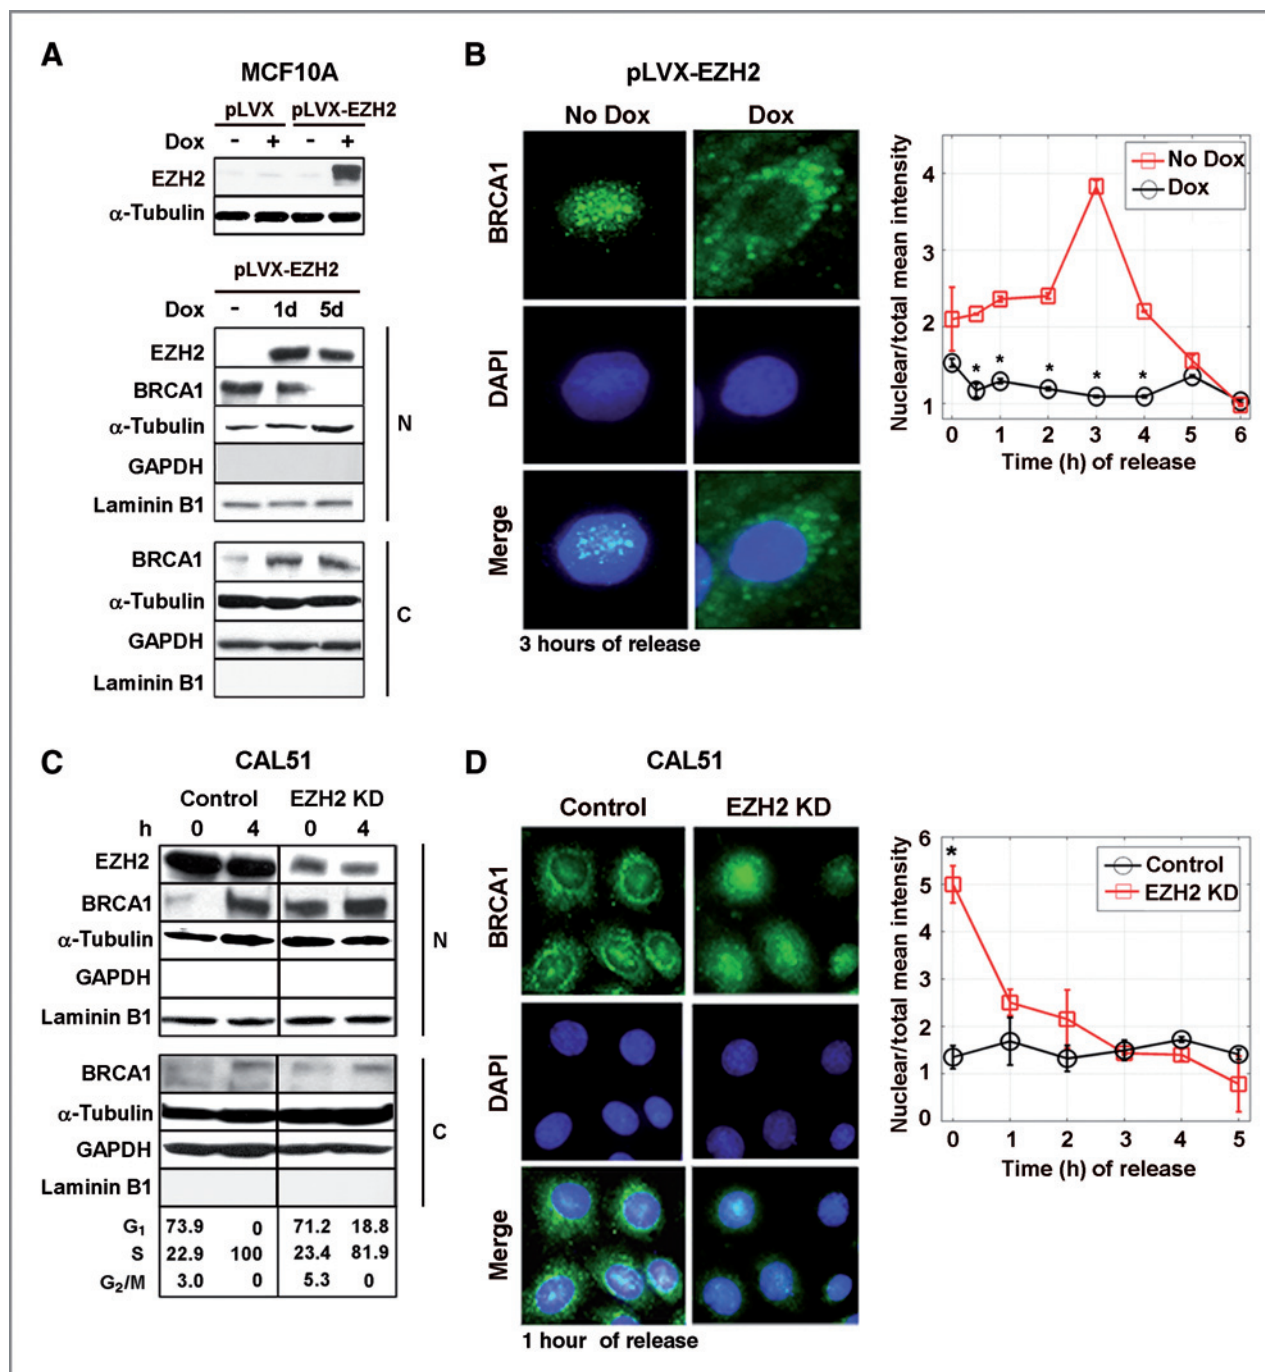 A
MCF10A
pLVX pLVX-EZH2
Dox - + - +
EZH2
α-Tubulin
pLVX-EZH2
Dox - 1d 5d
EZH2
BRCA1
α-Tubulin
GAPDH
Laminin B1
N
BRCA1
α-Tubulin
GAPDH
Laminin B1
C
B
pLVX-EZH2
No Dox Dox
BRCA1
DAPI
Merge
3 hours of release
Nuclear/total mean intensity
4
3
2
1
No Dox
Dox
* * * * *
0 1 2 3 4 5 6
Time (h) of release
C
CAL51
Control EZH2 KD
h 0 4 0 4
EZH2
BRCA1
α-Tubulin
GAPDH
Laminin B1
N
BRCA1
α-Tubulin
GAPDH
Laminin B1
C
G1 73.9 0 71.2 18.8
S 22.9 100 23.4 81.9
G2/M 3.0 0 5.3 0
D
CAL51
Control EZH2 KD
BRCA1
DAPI
Merge
1 hour of release
Nuclear/total mean intensity
6
5
4
3
2
1
0
*
Control
EZH2 KD
0 1 2 3 4 5
Time (h) of release